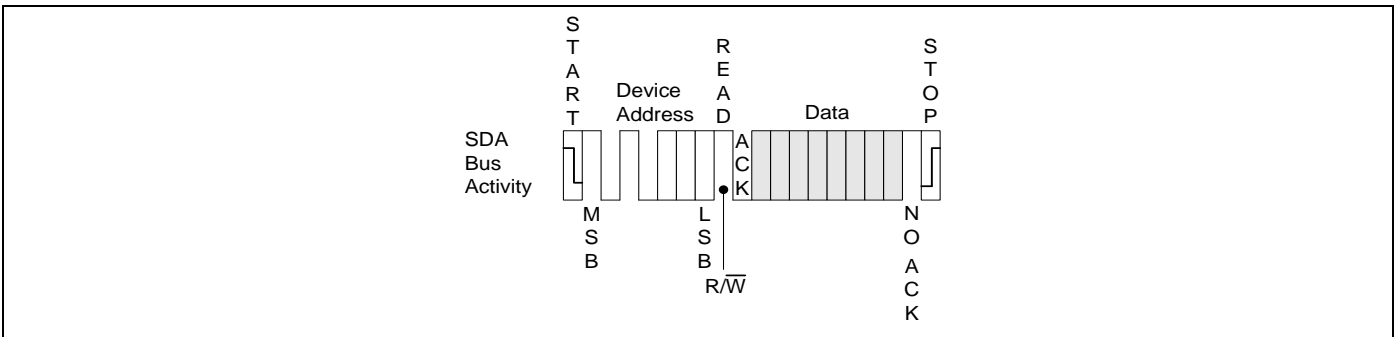 START
Device
Address
READ
Data
STOP
SDA
Bus
Activity
ACK
MSB
LSB
R/W̅
NO ACK